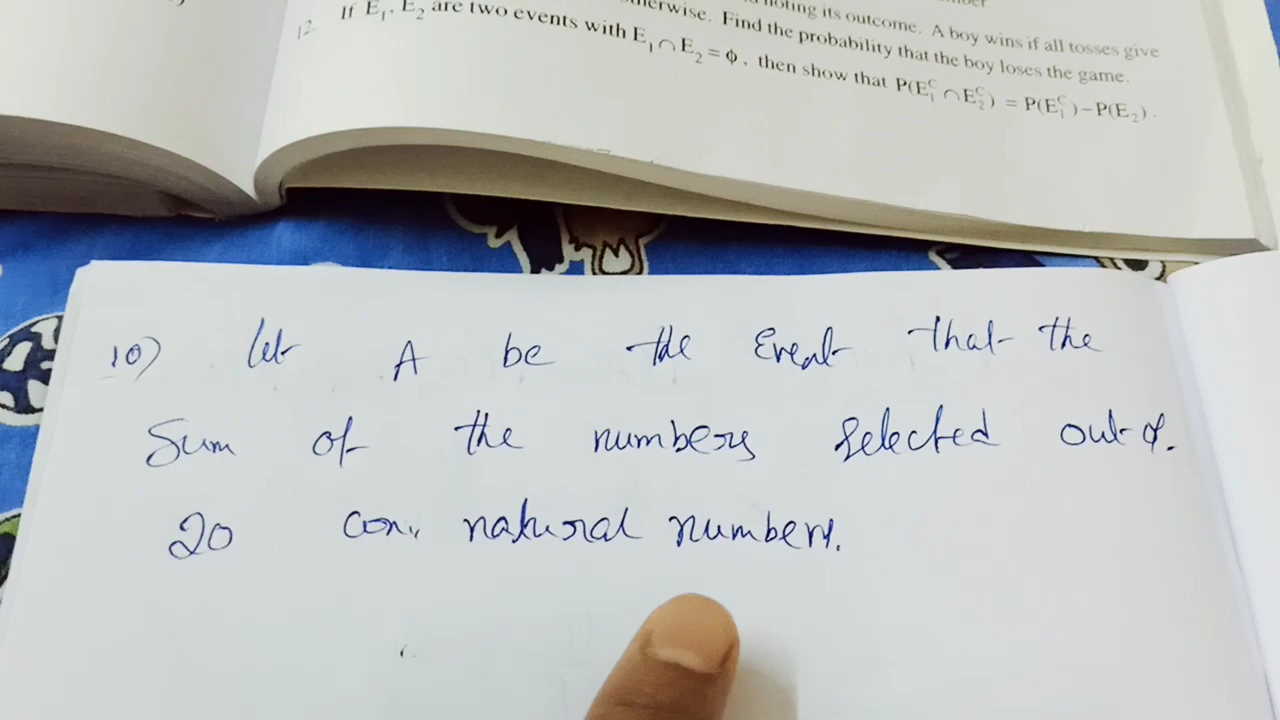 noting its outcome. A boy wins if all tosses give
otherwise. Find the probability that the boy loses the game.
12. If E₁, E₂ are two events with E₁∩E₂ = ϕ, then show that P(E₁ᶜ∩E₂ᶜ) = P(E₁ᶜ)−P(E₂).
10) Let A be the Event that the
Sum of the numbers selected out of.
20 con. natural numbers.